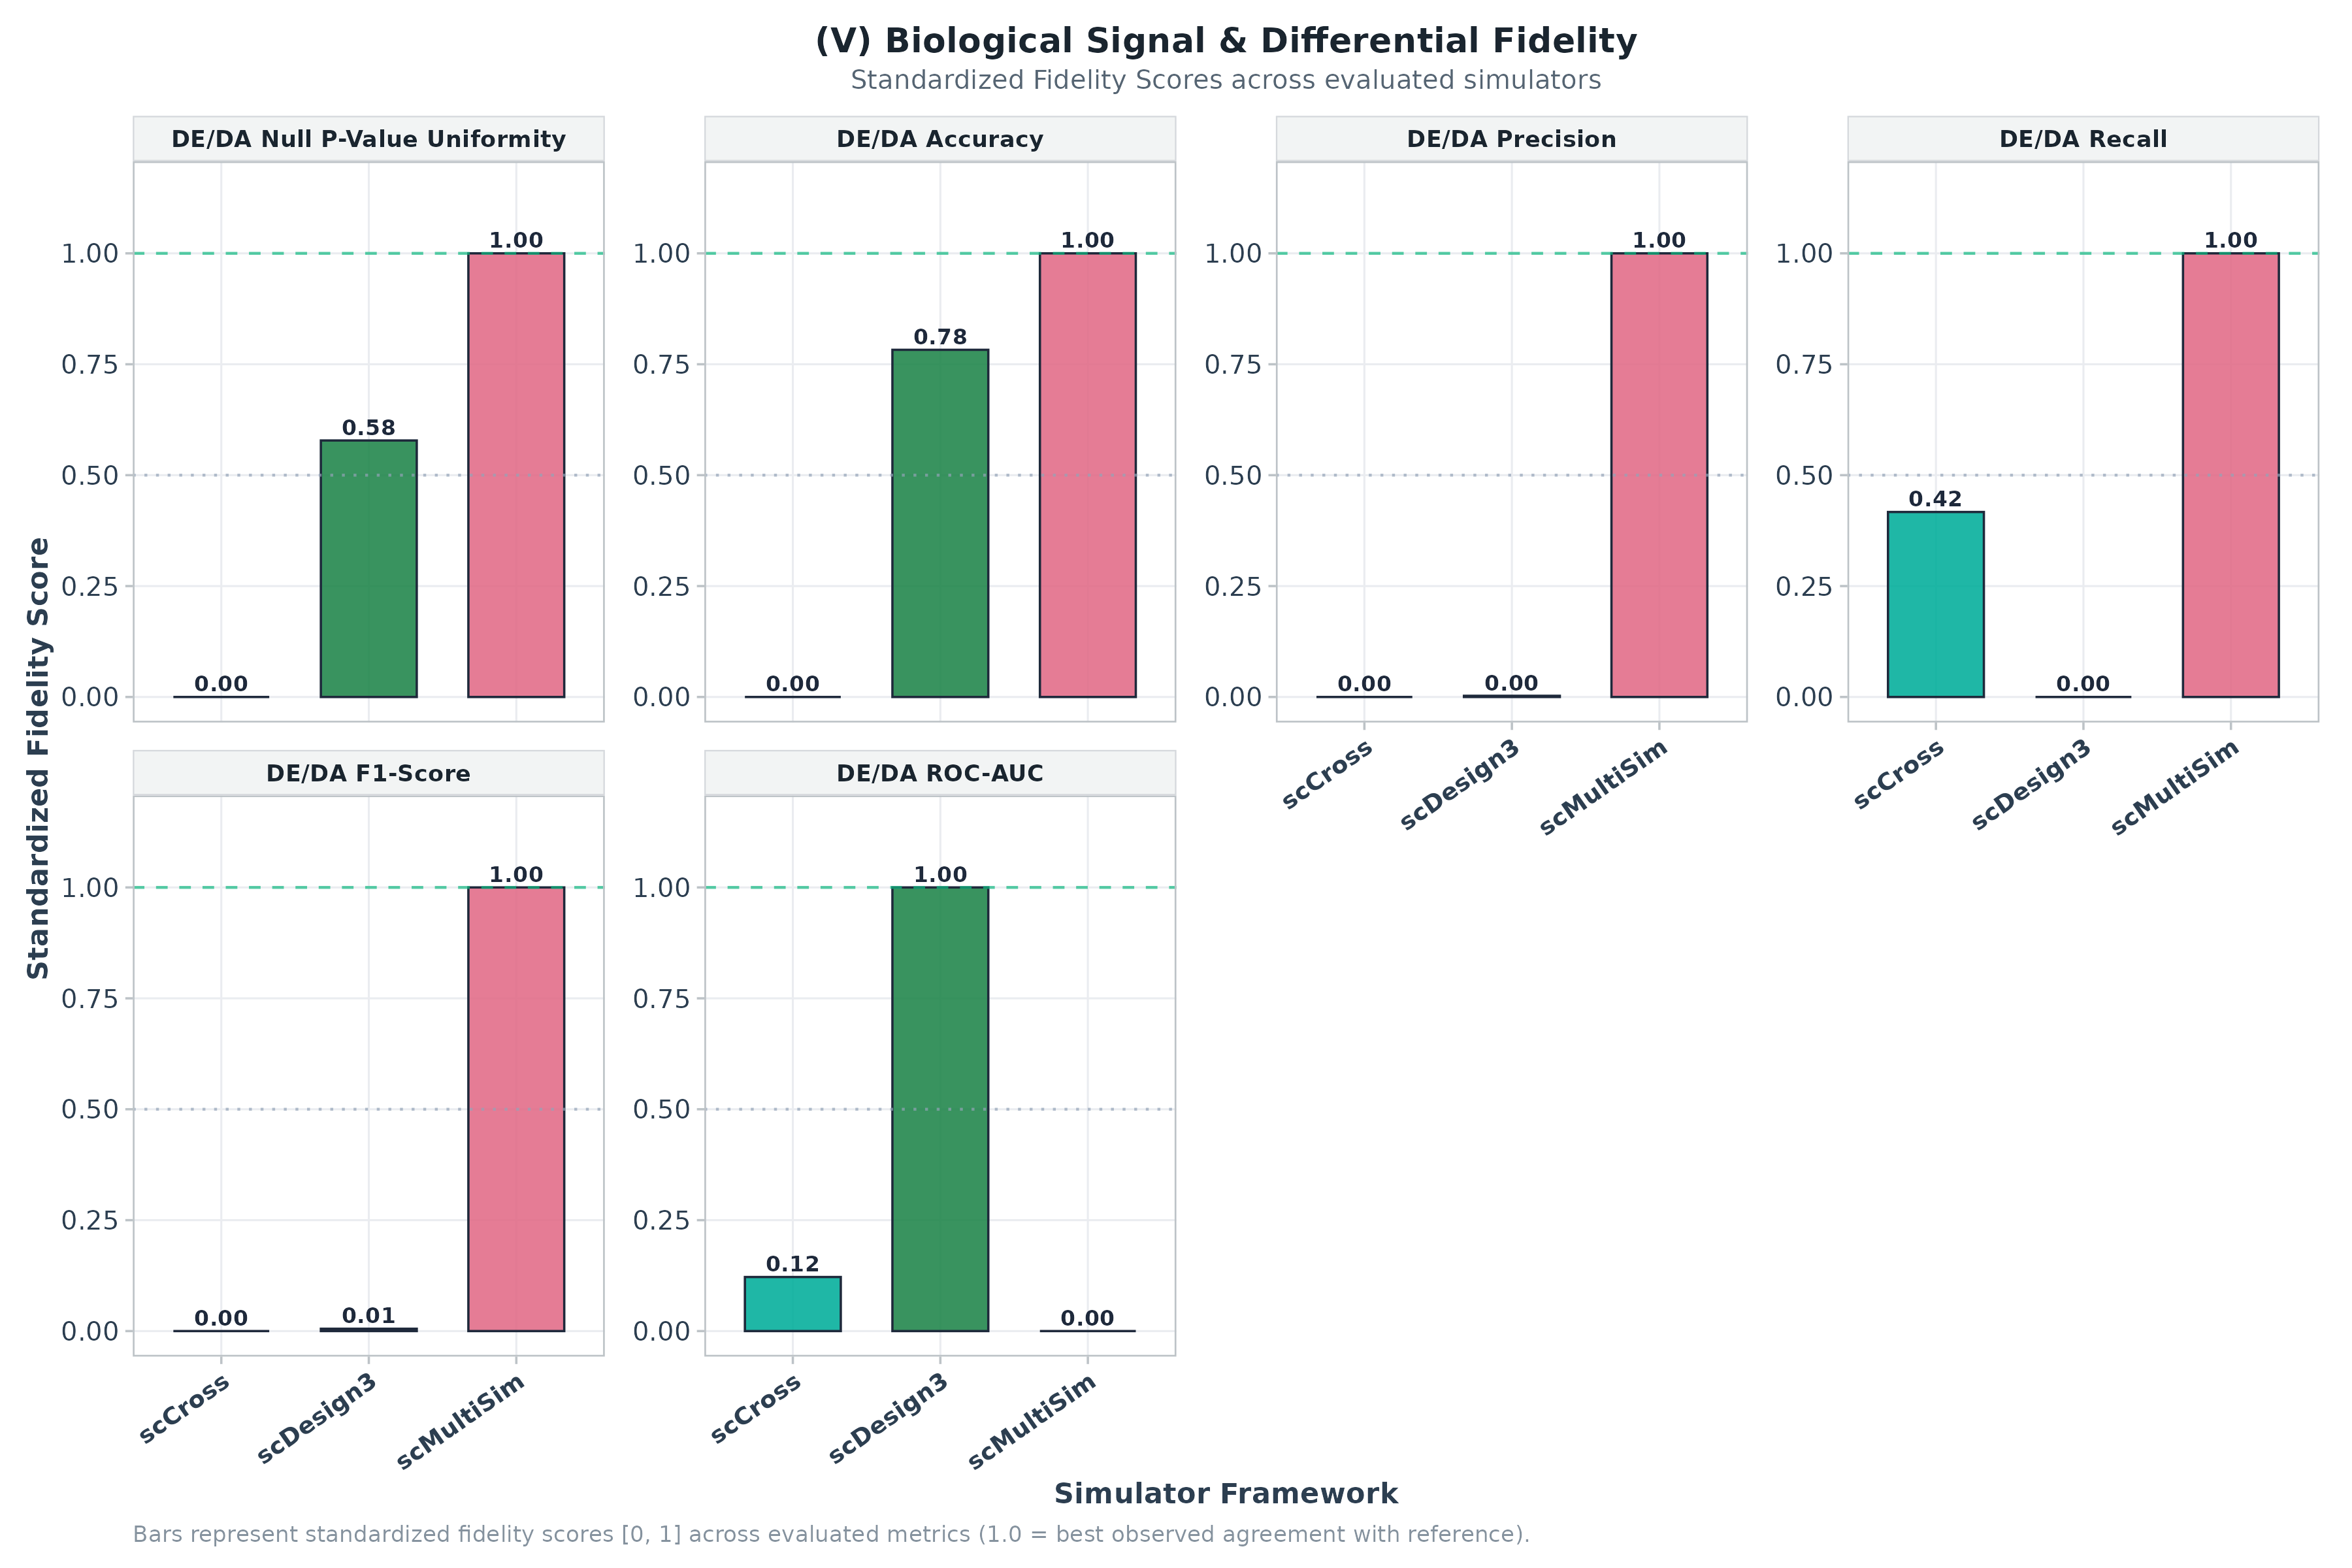 (V) Biological Signal & Differential Fidelity
Standardized Fidelity Scores across evaluated simulators
Standardized Fidelity Score
DE/DA Null P-Value Uniformity
1.00
0.75
0.50
0.25
0.00
0.00
0.58
1.00
DE/DA Accuracy
1.00
0.75
0.50
0.25
0.00
0.00
0.78
1.00
DE/DA Precision
1.00
0.75
0.50
0.25
0.00
0.00
0.00
1.00
scCross
scDesign3
scMultiSim
DE/DA Recall
1.00
0.75
0.50
0.25
0.00
0.42
0.00
1.00
scCross
scDesign3
scMultiSim
DE/DA F1-Score
1.00
0.75
0.50
0.25
0.00
0.00
0.01
1.00
scCross
scDesign3
scMultiSim
DE/DA ROC-AUC
1.00
0.75
0.50
0.25
0.00
0.12
1.00
0.00
scCross
scDesign3
scMultiSim
Simulator Framework
Bars represent standardized fidelity scores [0, 1] across evaluated metrics (1.0 = best observed agreement with reference).